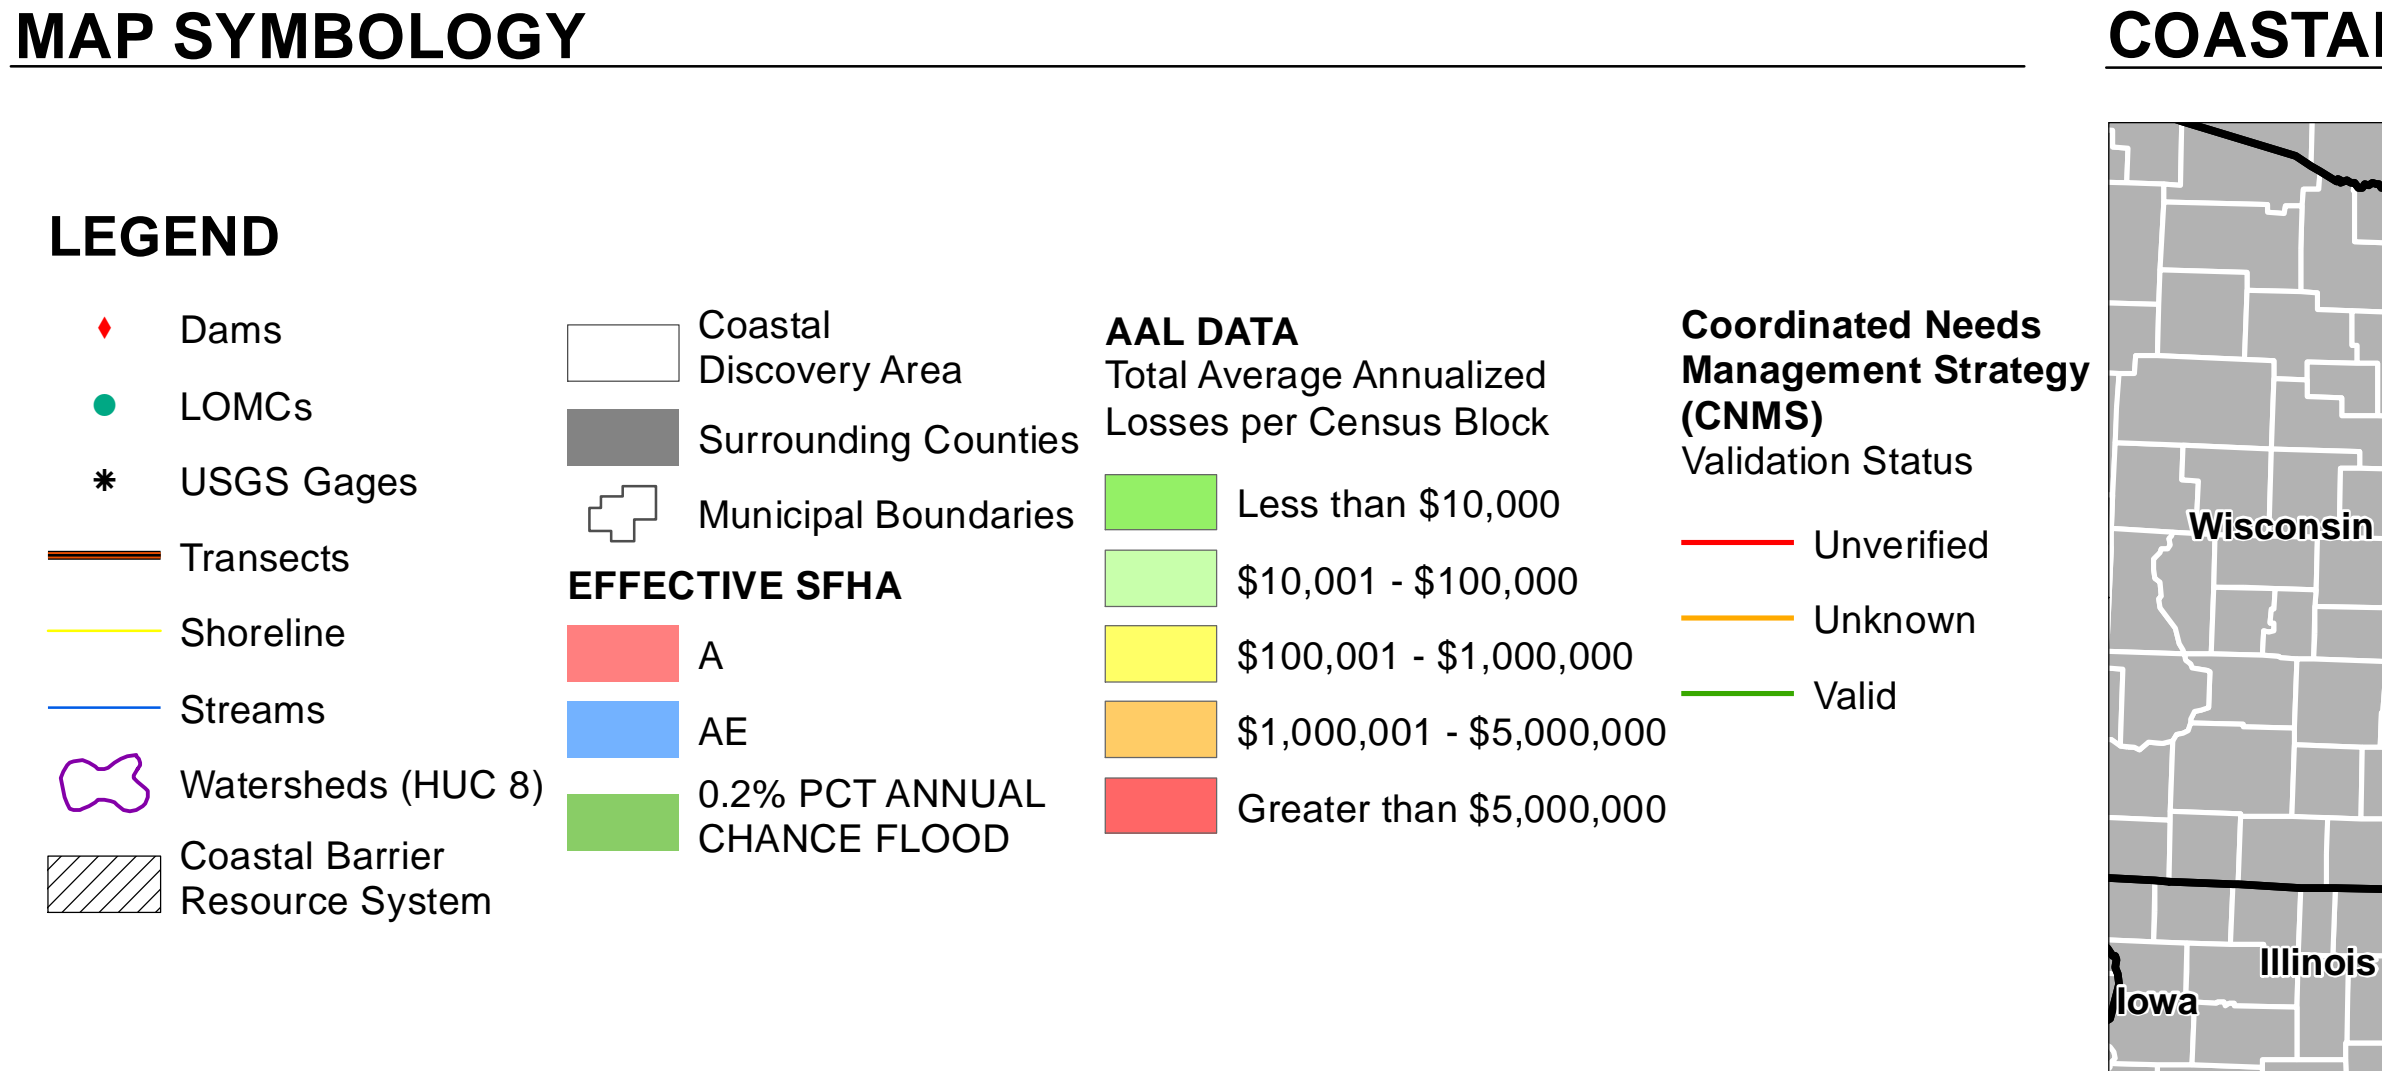 MAP SYMBOLOGY
LEGEND
Dams
LOMCs
USGS Gages
Transects
Shoreline
Streams
Watersheds (HUC 8)
Coastal Barrier
Resource System
Coastal
Discovery Area
Surrounding Counties
Municipal Boundaries
EFFECTIVE SFHA
A
AE
0.2% PCT ANNUAL
CHANCE FLOOD
AAL DATA
Total Average Annualized
Losses per Census Block
Less than $10,000
$10,001 - $100,000
$100,001 - $1,000,000
$1,000,001 - $5,000,000
Greater than $5,000,000
Coordinated Needs
Management Strategy
(CNMS)
Validation Status
Unverified
Unknown
Valid
Wisconsin
Illinois
Iowa